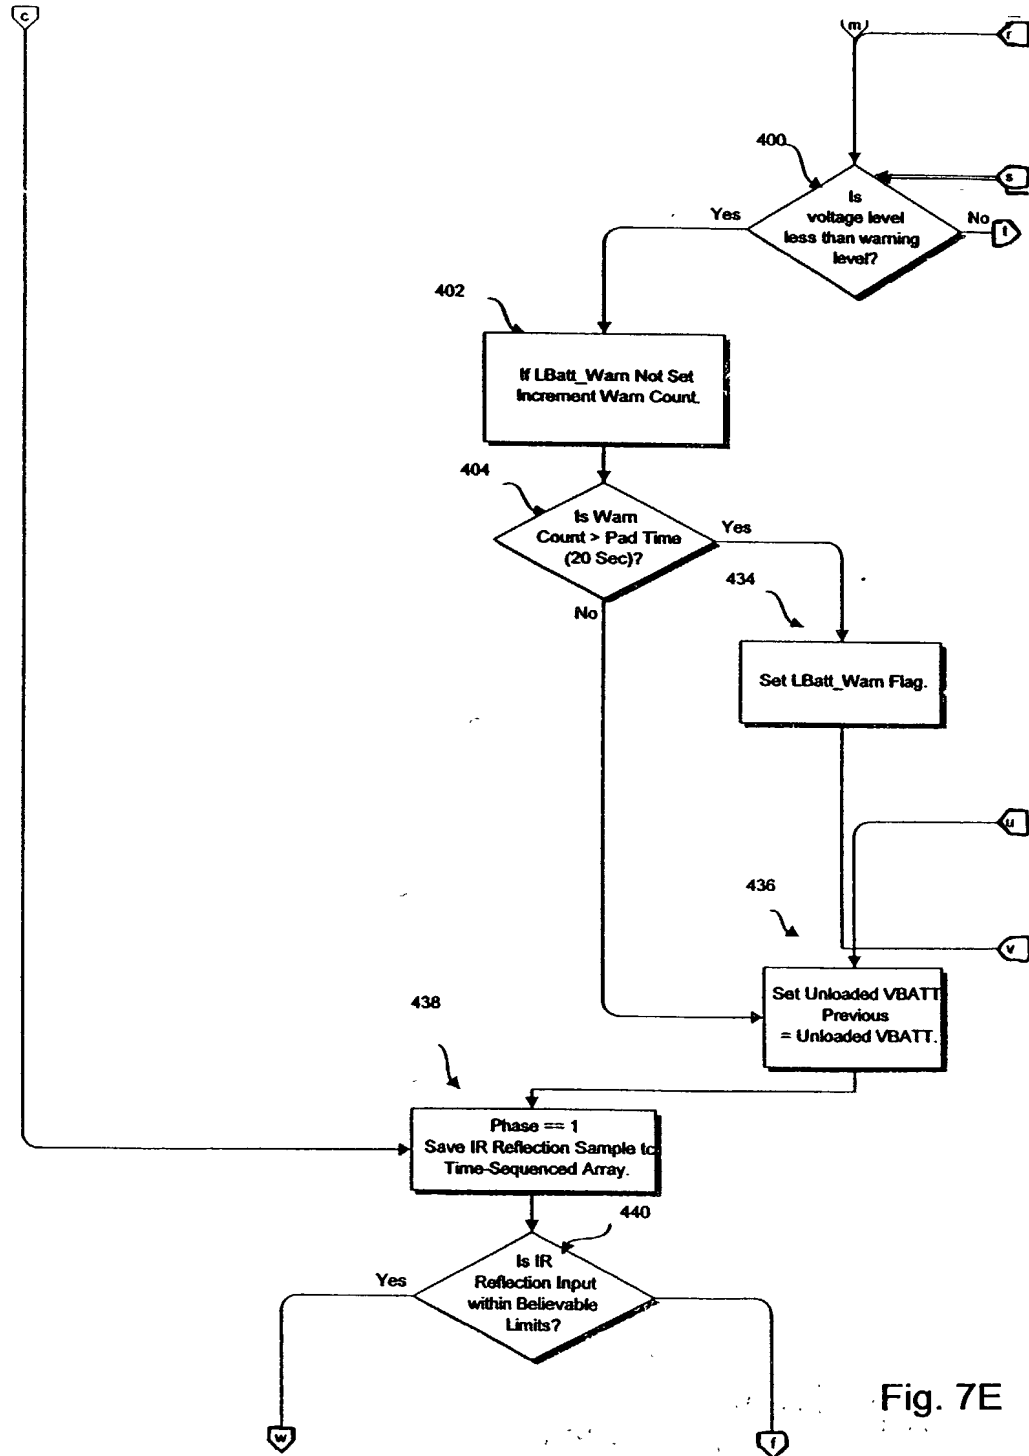 c
m
r
400
s
Is
voltage level
less than warning
level?
Yes
No
t
402
If LBatt_Warn Not Set
Increment Warn Count.
404
Is Warn
Count > Pad Time
(20 Sec)?
Yes
No
434
Set LBatt_Warn Flag.
u
436
v
Set Unloaded VBATT
Previous
= Unloaded VBATT.
438
Phase == 1
Save IR Reflection Sample to
Time-Sequenced Array.
440
Is IR
Reflection Input
within Believable
Limits?
Yes
w
f
Fig. 7E